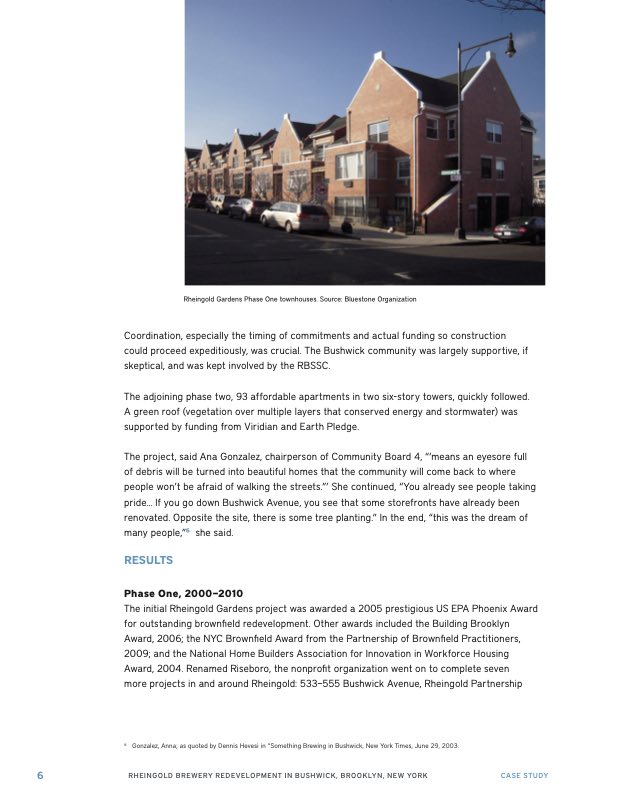 Rheingold Gardens Phase One townhouses. Source: Bluestone Organization
Coordination, especially the timing of commitments and actual funding so construction
could proceed expeditiously, was crucial. The Bushwick community was largely supportive, if
skeptical, and was kept involved by the RBSSC.
The adjoining phase two, 93 affordable apartments in two six-story towers, quickly followed.
A green roof (vegetation over multiple layers that conserved energy and stormwater) was
supported by funding from Viridian and Earth Pledge.
The project, said Ana Gonzalez, chairperson of Community Board 4, “‘means an eyesore full
of debris will be turned into beautiful homes that the community will come back to where
people won’t be afraid of walking the streets.’” She continued, “You already see people taking
pride… If you go down Bushwick Avenue, you see that some storefronts have already been
renovated. Opposite the site, there is some tree planting.” In the end, “this was the dream of
many people,”⁶ she said.
RESULTS
Phase One, 2000–2010
The initial Rheingold Gardens project was awarded a 2005 prestigious US EPA Phoenix Award
for outstanding brownfield redevelopment. Other awards included the Building Brooklyn
Award, 2006; the NYC Brownfield Award from the Partnership of Brownfield Practitioners,
2009; and the National Home Builders Association for Innovation in Workforce Housing
Award, 2004. Renamed Riseboro, the nonprofit organization went on to complete seven
more projects in and around Rheingold: 533–555 Bushwick Avenue, Rheingold Partnership
⁶ Gonzalez, Anna, as quoted by Dennis Hevesi in “Something Brewing in Bushwick, New York Times, June 29, 2003.
6 RHEINGOLD BREWERY REDEVELOPMENT IN BUSHWICK, BROOKLYN, NEW YORK CASE STUDY